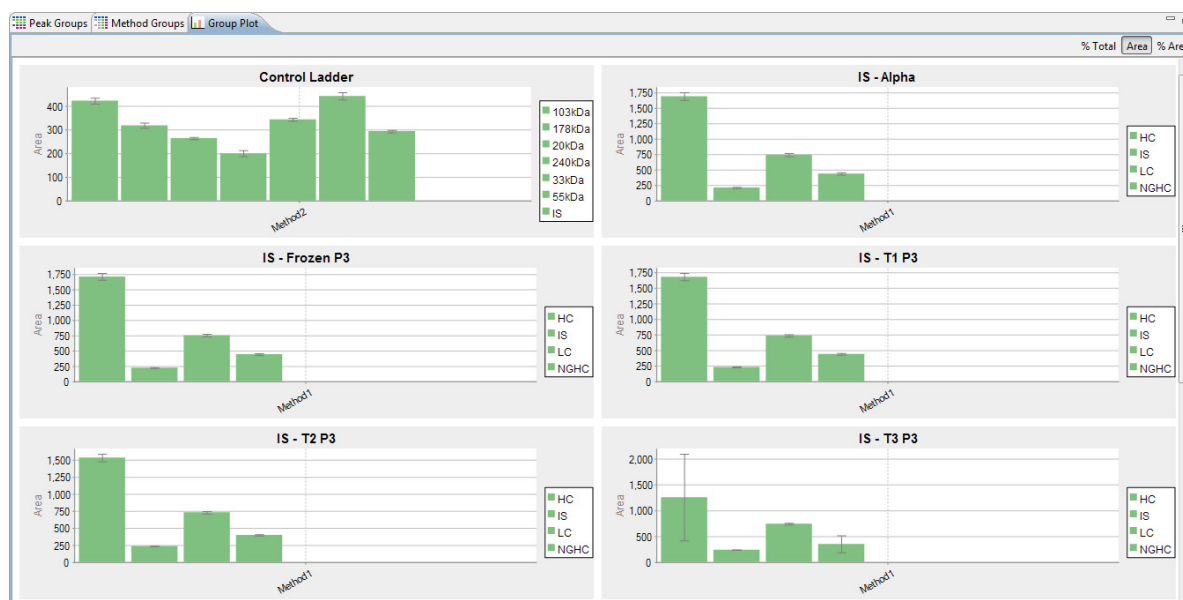 Peak Groups Method Groups Group Plot
% Total Area % Are
Control Ladder
400
300
200
100
0
Area
Method2
103kDa
178kDa
20kDa
240kDa
33kDa
55kDa
IS
IS - Alpha
1,750
1,500
1,250
1,000
750
500
250
0
Area
Method1
HC
IS
LC
NGHC
IS - Frozen P3
1,750
1,500
1,250
1,000
750
500
250
0
Area
Method1
HC
IS
LC
NGHC
IS - T1 P3
1,750
1,500
1,250
1,000
750
500
250
0
Area
Method1
HC
IS
LC
NGHC
IS - T2 P3
1,500
1,250
1,000
750
500
250
0
Area
Method1
HC
IS
LC
NGHC
IS - T3 P3
2,000
1,500
1,000
500
0
Area
Method1
HC
IS
LC
NGHC